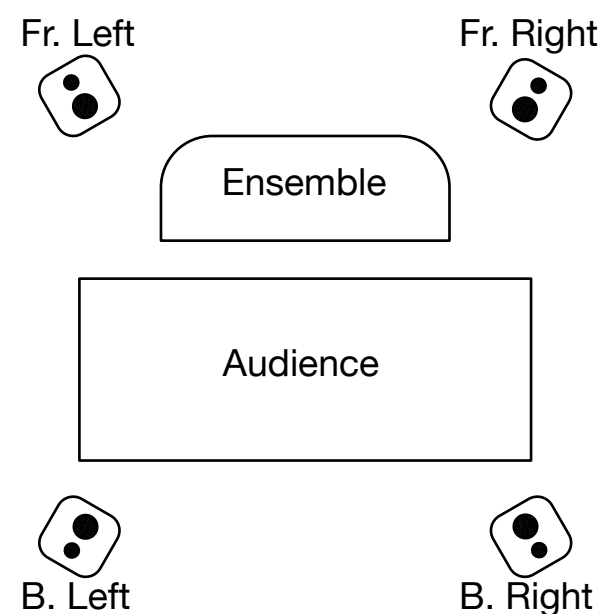 Fr. Left
Fr. Right
Ensemble
Audience
B. Left
B. Right